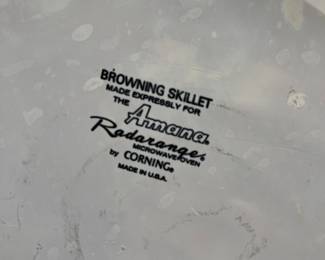 BROWNING SKILLET
MADE EXPRESSLY FOR
THE Amana®
Radarange®
MICROWAVE OVEN
by CORNING®
MADE IN U.S.A.